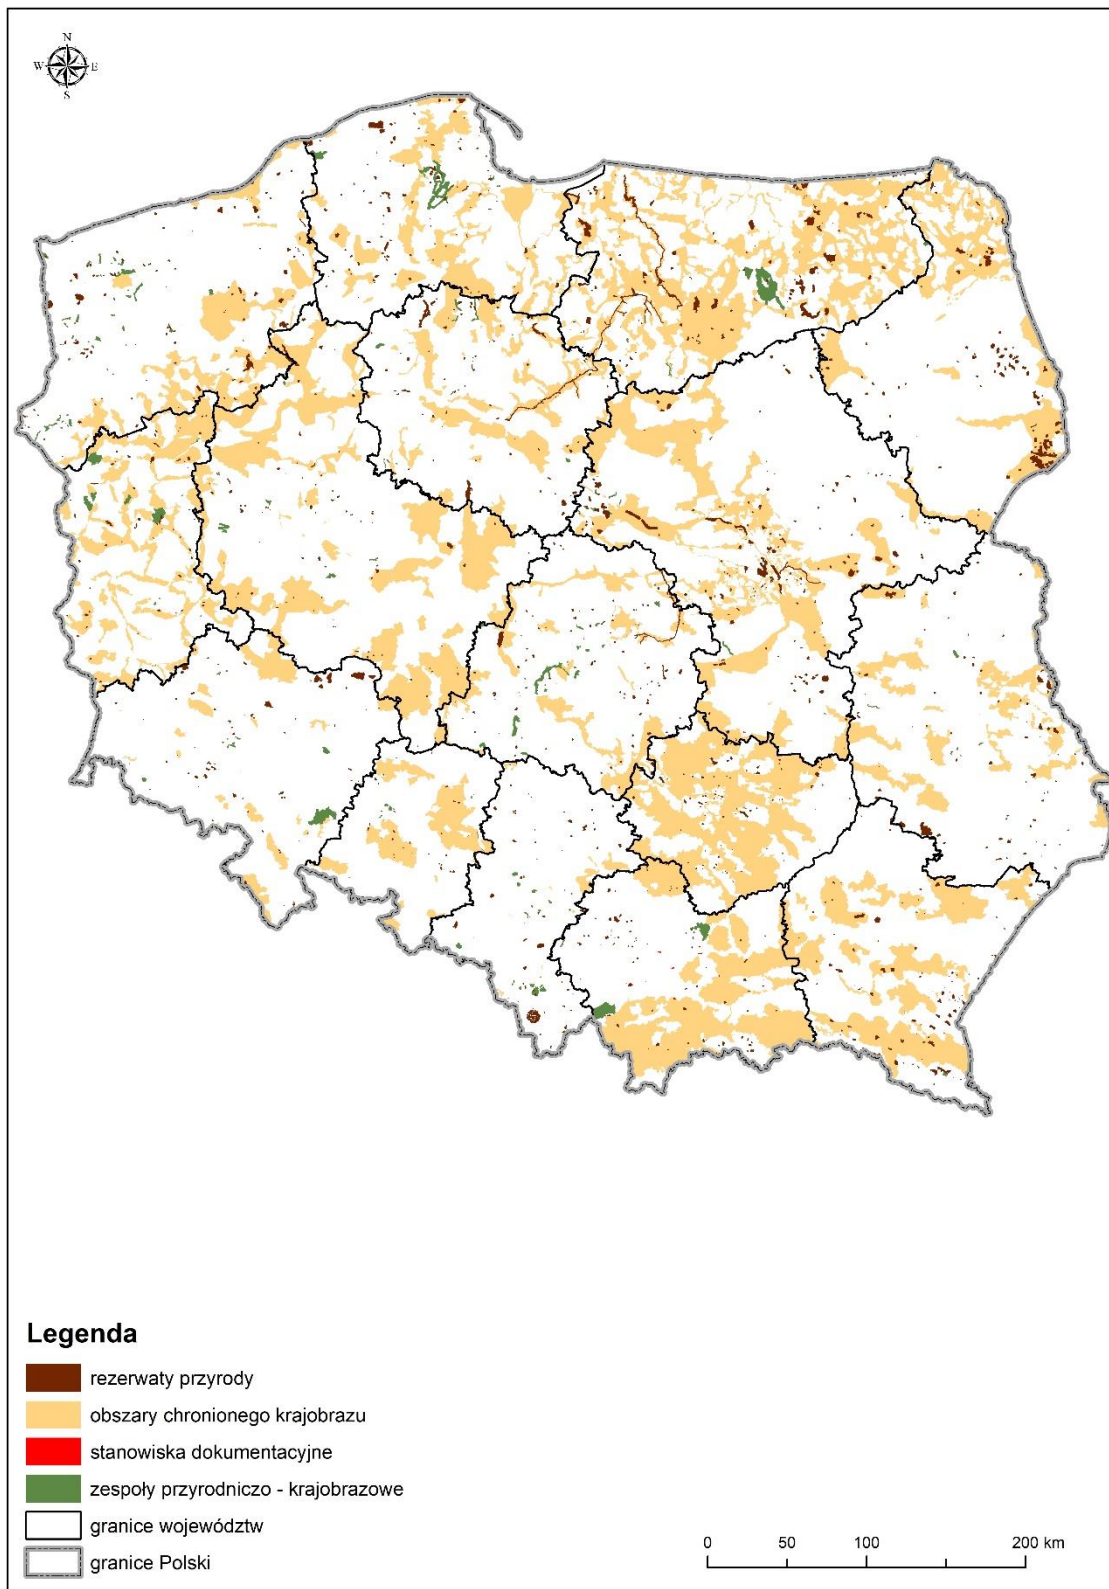 N
W E
S
Legenda
rezerwaty przyrody
obszary chronionego krajobrazu
stanowiska dokumentacyjne
zespoły przyrodniczo - krajobrazowe
granice województw
granice Polski
0 50 100 200 km